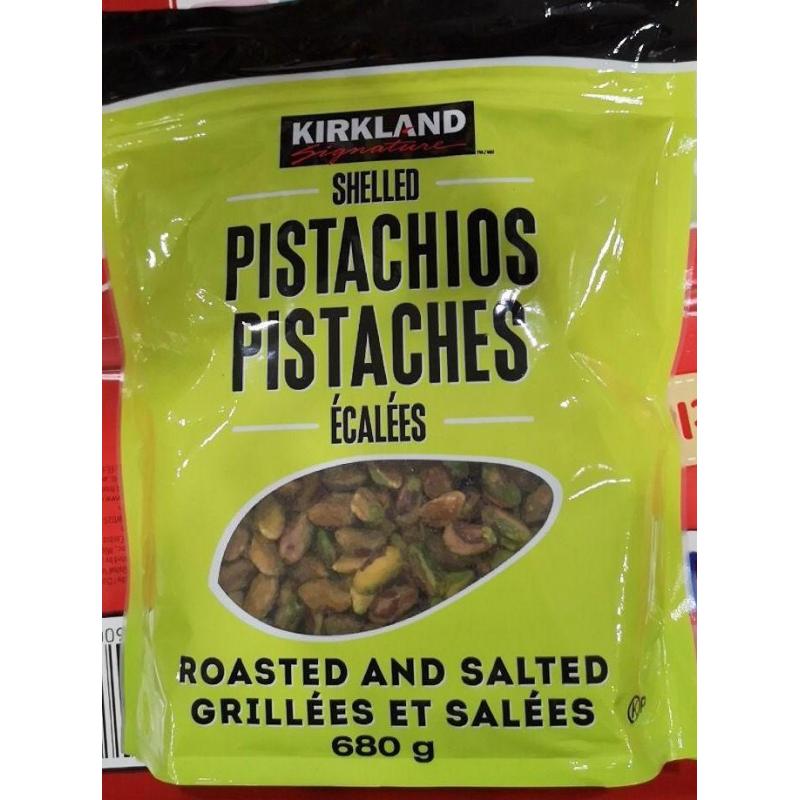 KIRKLAND
Signature
SHELLED
PISTACHIOS
PISTACHES
ÉCALÉES
ROASTED AND SALTED
GRILLÉES ET SALÉES
680 g